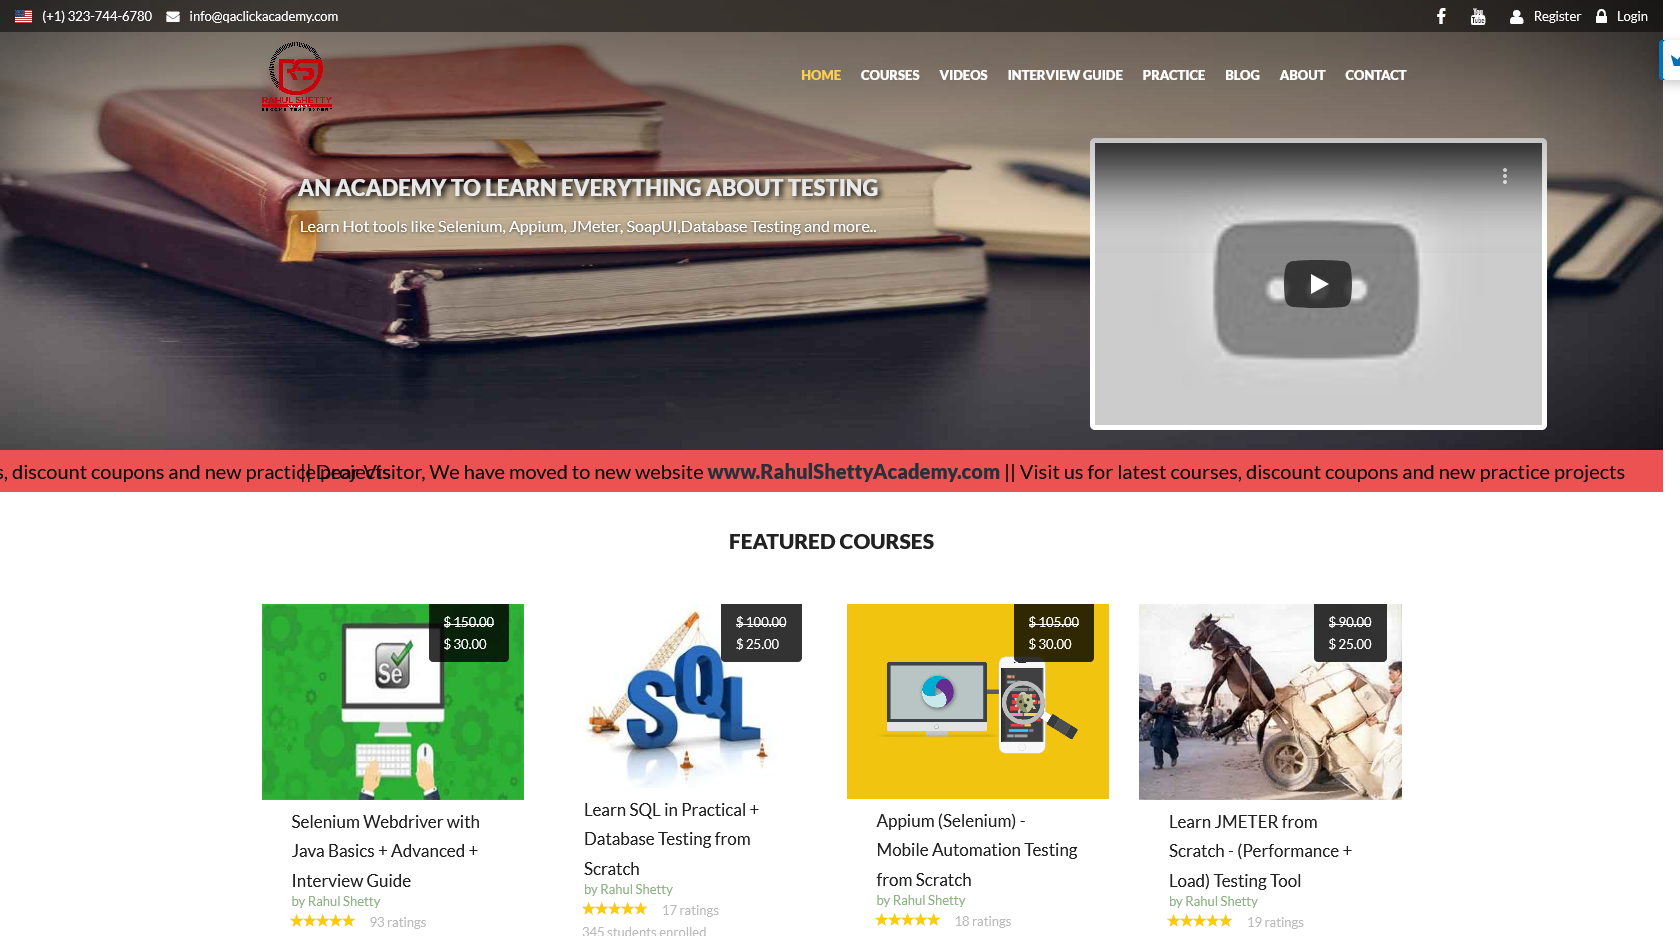 (+1) 323-744-6780 info@qaclickacademy.com Register Login
RAHUL SHETTY
HOME COURSES VIDEOS INTERVIEW GUIDE PRACTICE BLOG ABOUT CONTACT
AN ACADEMY TO LEARN EVERYTHING ABOUT TESTING
Learn Hot tools like Selenium, Appium, JMeter, SoapUI,Database Testing and more..
s, discount coupons and new practice projects || Dear Visitor, We have moved to new website www.RahulShettyAcademy.com || Visit us for latest courses, discount coupons and new practice projects
FEATURED COURSES
$ 150.00
$ 30.00
Se
Selenium Webdriver with
Java Basics + Advanced +
Interview Guide
by Rahul Shetty
93 ratings
$ 100.00
$ 25.00
SQL
Learn SQL in Practical +
Database Testing from
Scratch
by Rahul Shetty
17 ratings
345 students enrolled
$ 105.00
$ 30.00
Appium (Selenium) -
Mobile Automation Testing
from Scratch
by Rahul Shetty
18 ratings
$ 90.00
$ 25.00
Learn JMETER from
Scratch - (Performance +
Load) Testing Tool
by Rahul Shetty
19 ratings